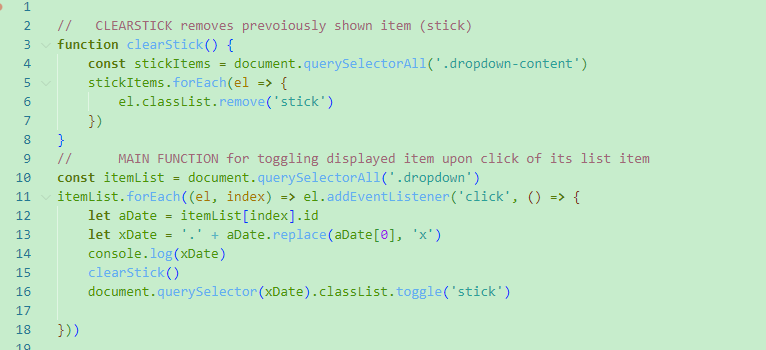 1
2 //   CLEARSTICK removes prevoiously shown item (stick)
3 function clearStick() {
4     const stickItems = document.querySelectorAll('.dropdown-content')
5     stickItems.forEach(el => {
6         el.classList.remove('stick')
7     })
8 }
9 //      MAIN FUNCTION for toggling displayed item upon click of its list item
10 const itemList = document.querySelectorAll('.dropdown')
11 itemList.forEach((el, index) => el.addEventListener('click', () => {
12     let aDate = itemList[index].id
13     let xDate = '.' + aDate.replace(aDate[0], 'x')
14     console.log(xDate)
15     clearStick()
16     document.querySelector(xDate).classList.toggle('stick')
17
18 }))
19